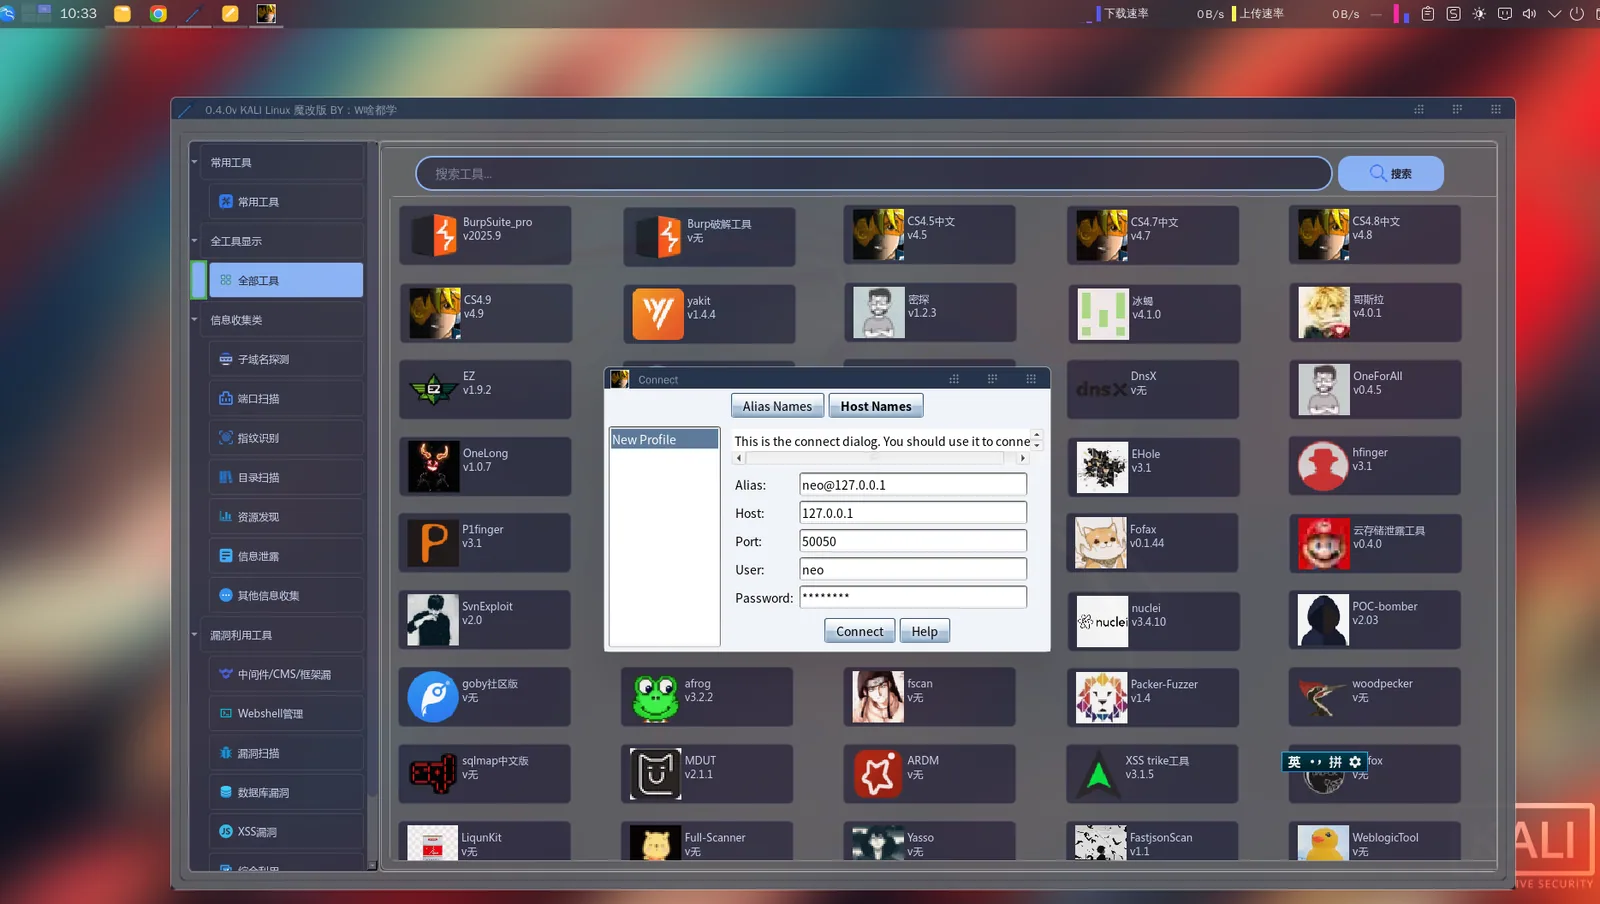 10:33
下载速率
0 B/s
上传速率
0 B/s
0.4.0v KALI Linux 魔改版 BY：W啥都学
常用工具
常用工具
全工具显示
全部工具
信息收集类
子域名探测
端口扫描
指纹识别
目录扫描
资源发现
信息泄露
其他信息收集
漏洞利用工具
中间件/CMS/框架漏
Webshell管理
漏洞扫描
数据库漏洞
XSS漏洞
搜索工具...
搜索
BurpSuite_pro
v2025.9
Burp破解工具
v无
CS4.5中文
v4.5
CS4.7中文
v4.7
CS4.8中文
v4.8
CS4.9
v4.9
yakit
v1.4.4
密探
v1.2.3
冰蝎
v4.1.0
哥斯拉
v4.0.1
EZ
EZ
v1.9.2
dnsX
DnsX
v无
OneForAll
v0.4.5
OneLong
v1.0.7
EHole
v3.1
hfinger
v3.1
P1finger
v3.1
Fofax
v0.1.44
云存储泄露工具
v0.4.0
SvnExploit
v2.0
nuclei
nuclei
v3.4.10
POC-bomber
v2.03
goby社区版
v无
afrog
v3.2.2
fscan
v无
Packer-Fuzzer
v1.4
woodpecker
v无
sqlmap中文版
v无
MDUT
v2.1.1
ARDM
v无
XSS trike工具
v3.1.5
英 拼
fox
v无
LiqunKit
v无
Full-Scanner
v无
Yasso
v无
FastjsonScan
v1.1
WeblogicTool
v无
Connect
Alias Names
Host Names
New Profile
This is the connect dialog. You should use it to conne
Alias:
neo@127.0.0.1
Host:
127.0.0.1
Port:
50050
User:
neo
Password:
********
Connect
Help
ALI
IVE SECURITY